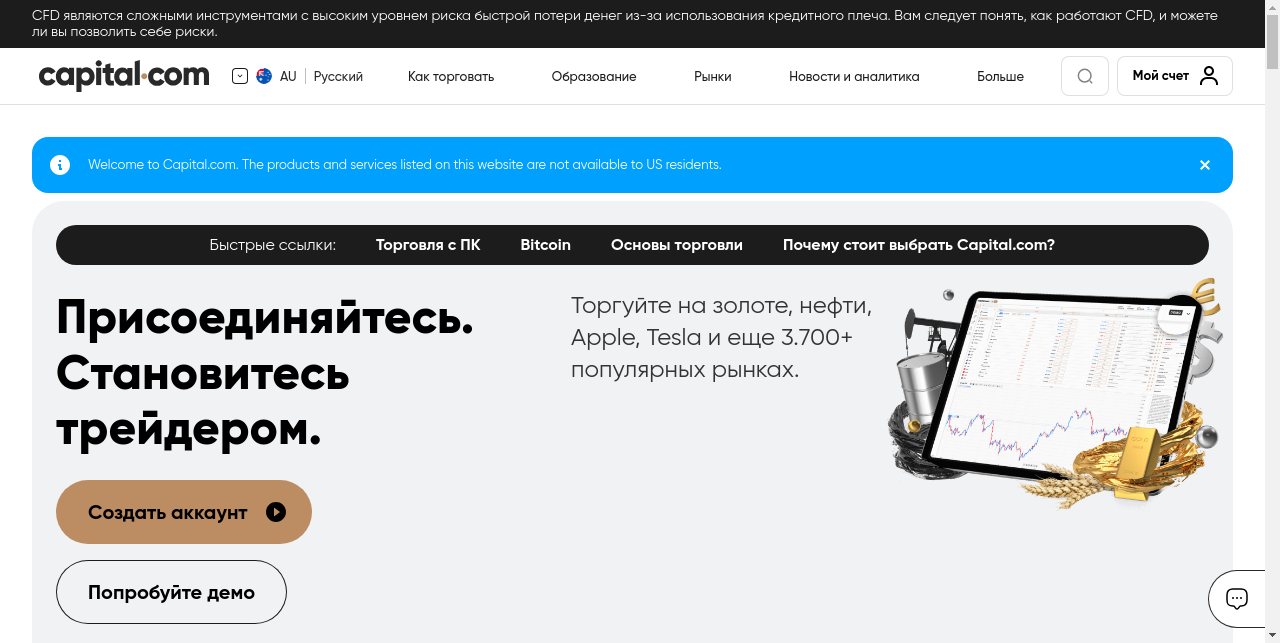 CFD являются сложными инструментами с высоким уровнем риска быстрой потери денег из-за использования кредитного плеча. Вам следует понять, как работают CFD, и можете
ли вы позволить себе риски.
capital.com AU Русский Как торговать Образование Рынки Новости и аналитика Больше Мой счет
Welcome to Capital.com. The products and services listed on this website are not available to US residents.
Быстрые ссылки: Торговля с ПК Bitcoin Основы торговли Почему стоит выбрать Capital.com?
Присоединяйтесь.
Становитесь
трейдером.
Торгуйте на золоте, нефти,
Apple, Tesla и еще 3.700+
популярных рынках.
Создать аккаунт
Попробуйте демо